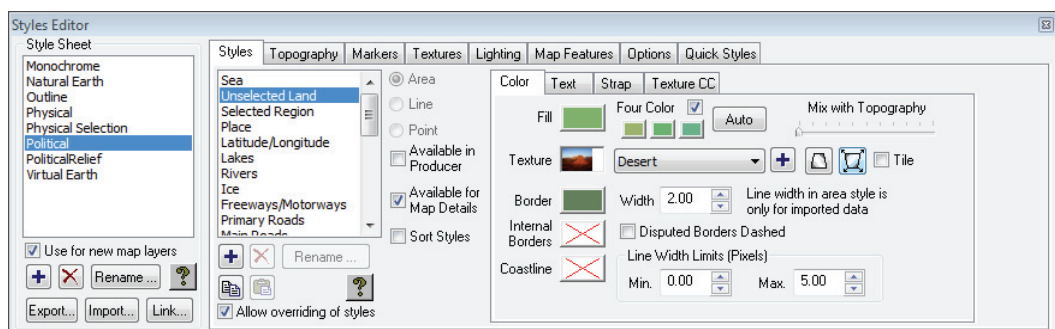 Styles Editor
Style Sheet
Monochrome
Natural Earth
Outline
Physical
Physical Selection
Political
PoliticalRelief
Virtual Earth
Use for new map layers
Rename ...
Export...
Import...
Link...
Styles
Topography
Markers
Textures
Lighting
Map Features
Options
Quick Styles
Sea
Unselected Land
Selected Region
Place
Latitude/Longitude
Lakes
Rivers
Ice
Freeways/Motorways
Primary Roads
Main Roads
Rename ...
Allow overriding of styles
Area
Line
Point
Available in
Producer
Available for
Map Details
Sort Styles
Color
Text
Strap
Texture CC
Fill
Four Color
Auto
Mix with Topography
Texture
Desert
Tile
Border
Width 2.00
Line width in area style is
only for imported data
Internal
Borders
Disputed Borders Dashed
Coastline
Line Width Limits (Pixels)
Min. 0.00
Max. 5.00